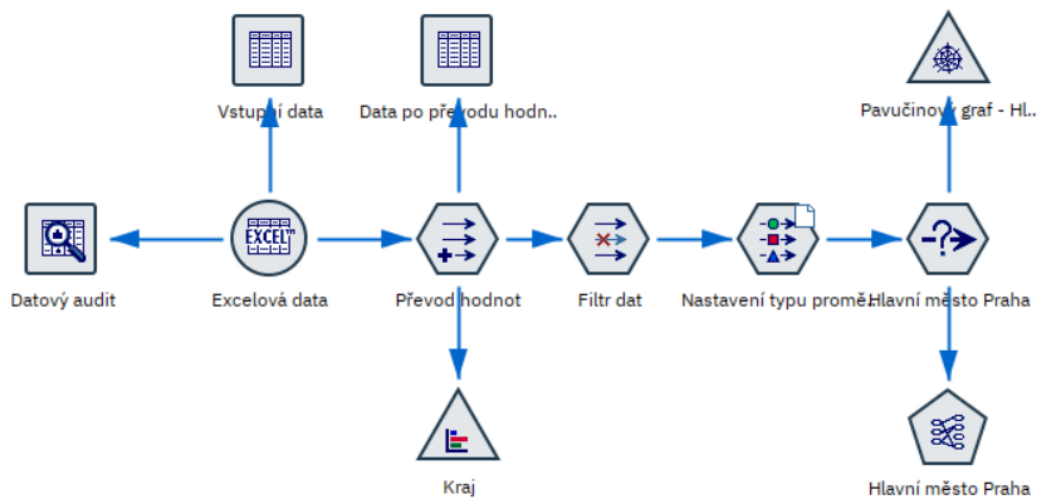 Vstupní data
Data po převodu hodn..
Pavučinový graf - Hl..
EXCEL™
Datový audit
Excelová data
Převod hodnot
Filtr dat
Nastavení typu promě..
Hlavní město Praha
Kraj
Hlavní město Praha